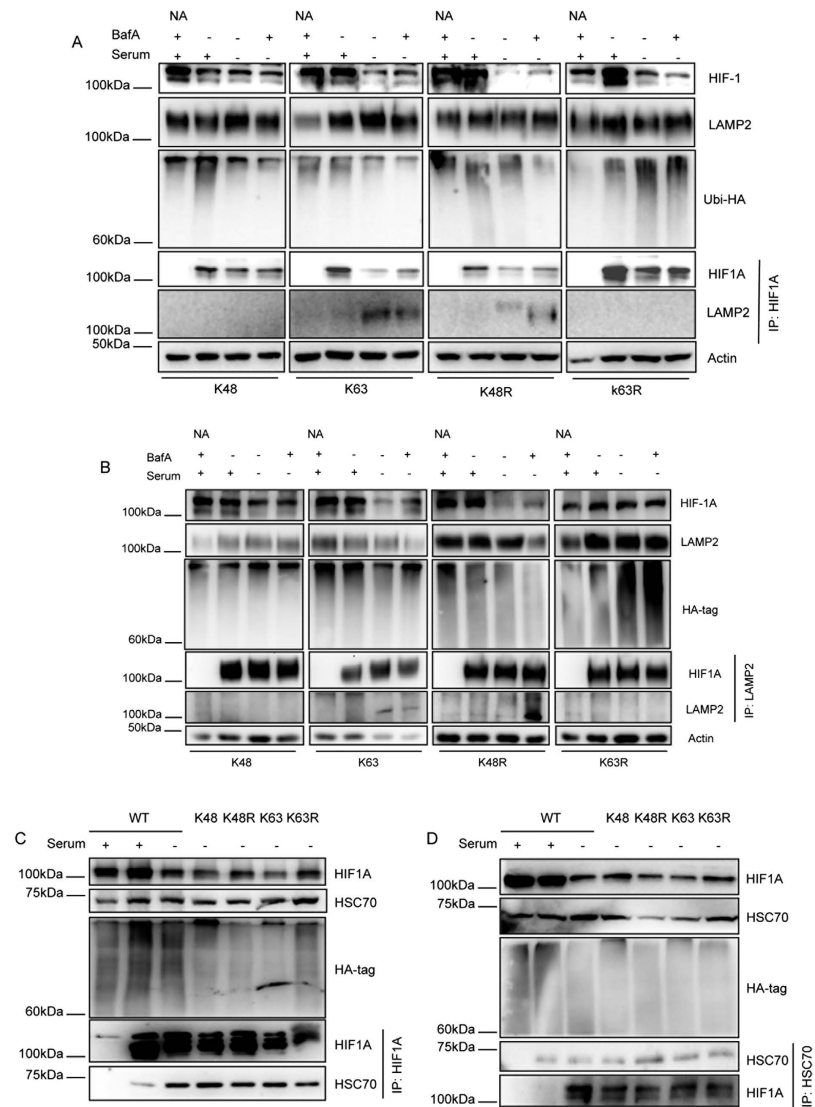 A
NA NA NA NA
BafA + - - + + - - + + - - + + - - +
Serum + + - - + + - - + + - - + + - -
100kDa HIF-1
100kDa LAMP2
Ubi-HA
60kDa
100kDa HIF1A
100kDa LAMP2
IP: HIF1A
50kDa
Actin
K48 K63 K48R k63R
B
NA NA NA NA
BafA + - - + + - - + + - - + + - - +
Serum + + - - + + - - + + - - + + - -
100kDa HIF-1A
100kDa LAMP2
HA-tag
60kDa
100kDa HIF1A
100kDa LAMP2
IP: LAMP2
50kDa
Actin
K48 K63 K48R K63R
C
WT K48 K48R K63 K63R
Serum + + - - - - -
100kDa HIF1A
75kDa
HSC70
HA-tag
60kDa
100kDa HIF1A
75kDa
HSC70
IP: HIF1A
D
WT K48 K48R K63 K63R
Serum + + - - - - -
100kDa HIF1A
75kDa
HSC70
HA-tag
60kDa
75kDa
HSC70
100kDa HIF1A
IP: HSC70